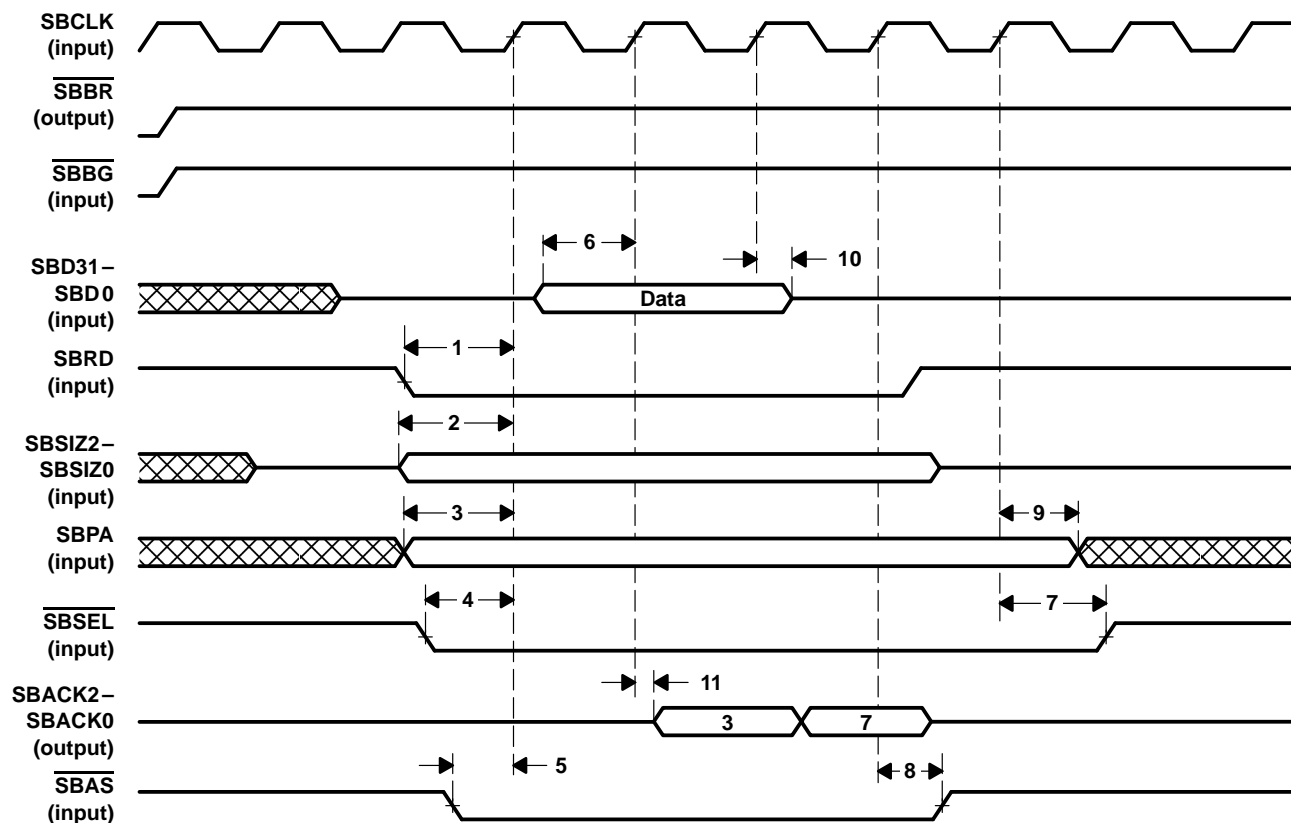 SBCLK
(input)
SBBR
(output)
SBBG
(input)
6
10
SBD31–
SBD0
(input)
Data
1
SBRD
(input)
2
SBSIZ2–
SBSIZ0
(input)
3
9
SBPA
(input)
4
7
SBSEL
(input)
11
SBACK2–
SBACK0
(output)
3
7
5
8
SBAS
(input)